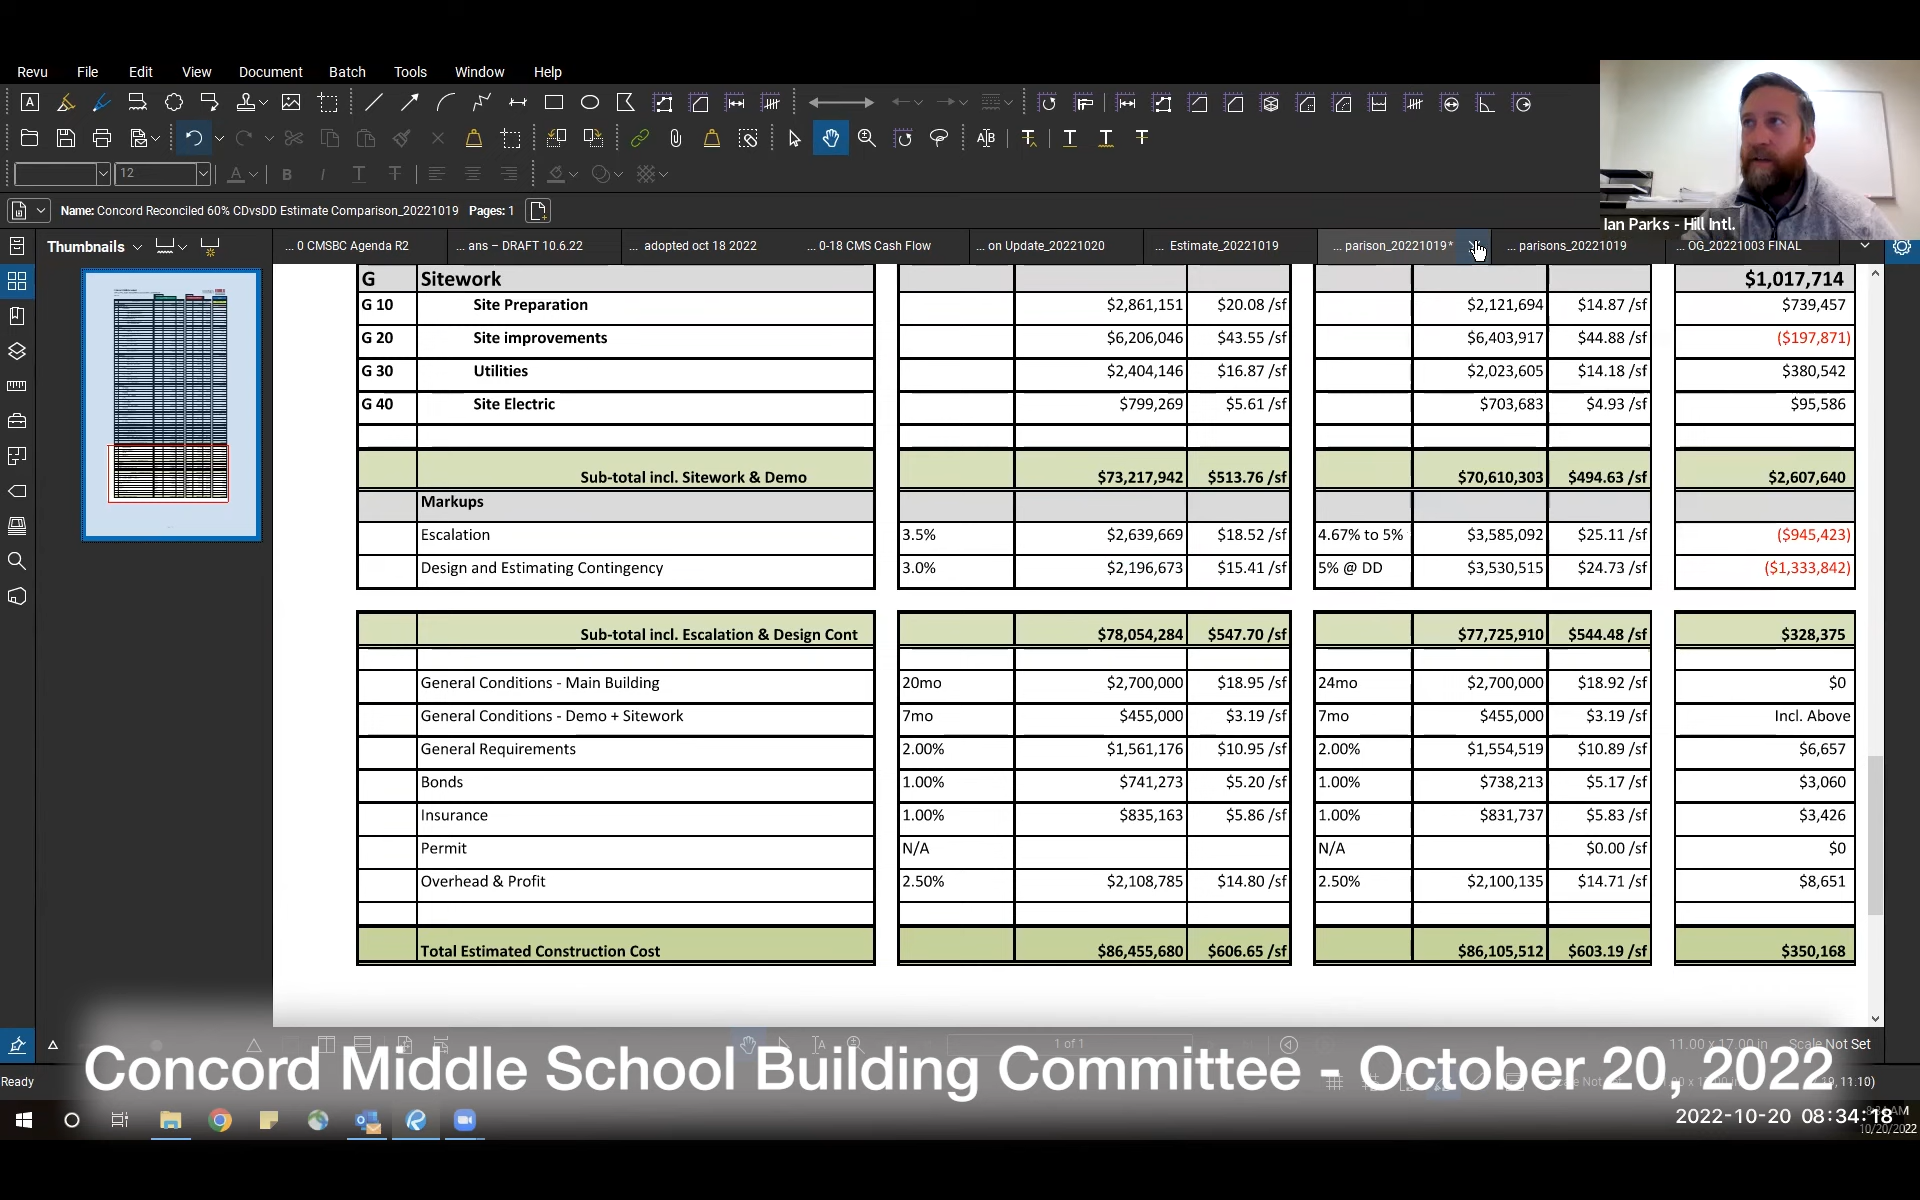 Revu File Edit View Document Batch Tools Window Help
12
Name: Concord Reconciled 60% CDvsDD Estimate Comparison_20221019 Pages: 1
Ian Parks - Hill Intl.
Thumbnails
... 0 CMSBC Agenda R2 ... ans – DRAFT 10.6.22 ... adopted oct 18 2022 ... 0-18 CMS Cash Flow ... on Update_20221020 ... Estimate_20221019 ... parison_20221019* ... parisons_20221019 ... OG_20221003 FINAL
G Sitework $1,017,714
G 10 Site Preparation $2,861,151 $20.08 /sf $2,121,694 $14.87 /sf $739,457
G 20 Site improvements $6,206,046 $43.55 /sf $6,403,917 $44.88 /sf ($197,871)
G 30 Utilities $2,404,146 $16.87 /sf $2,023,605 $14.18 /sf $380,542
G 40 Site Electric $799,269 $5.61 /sf $703,683 $4.93 /sf $95,586
Sub-total incl. Sitework & Demo $73,217,942 $513.76 /sf $70,610,303 $494.63 /sf $2,607,640
Markups
Escalation 3.5% $2,639,669 $18.52 /sf 4.67% to 5% $3,585,092 $25.11 /sf ($945,423)
Design and Estimating Contingency 3.0% $2,196,673 $15.41 /sf 5% @ DD $3,530,515 $24.73 /sf ($1,333,842)
Sub-total incl. Escalation & Design Cont $78,054,284 $547.70 /sf $77,725,910 $544.48 /sf $328,375
General Conditions - Main Building 20mo $2,700,000 $18.95 /sf 24mo $2,700,000 $18.92 /sf $0
General Conditions - Demo + Sitework 7mo $455,000 $3.19 /sf 7mo $455,000 $3.19 /sf Incl. Above
General Requirements 2.00% $1,561,176 $10.95 /sf 2.00% $1,554,519 $10.89 /sf $6,657
Bonds 1.00% $741,273 $5.20 /sf 1.00% $738,213 $5.17 /sf $3,060
Insurance 1.00% $835,163 $5.86 /sf 1.00% $831,737 $5.83 /sf $3,426
Permit N/A N/A $0.00 /sf $0
Overhead & Profit 2.50% $2,108,785 $14.80 /sf 2.50% $2,100,135 $14.71 /sf $8,651
Total Estimated Construction Cost $86,455,680 $606.65 /sf $86,105,512 $603.19 /sf $350,168
1 of 1 11.00 x 17.00 in Scale Not Set
Concord Middle School Building Committee - October 20, 2022
Ready
2022-10-20 08:34:18
10/20/2022